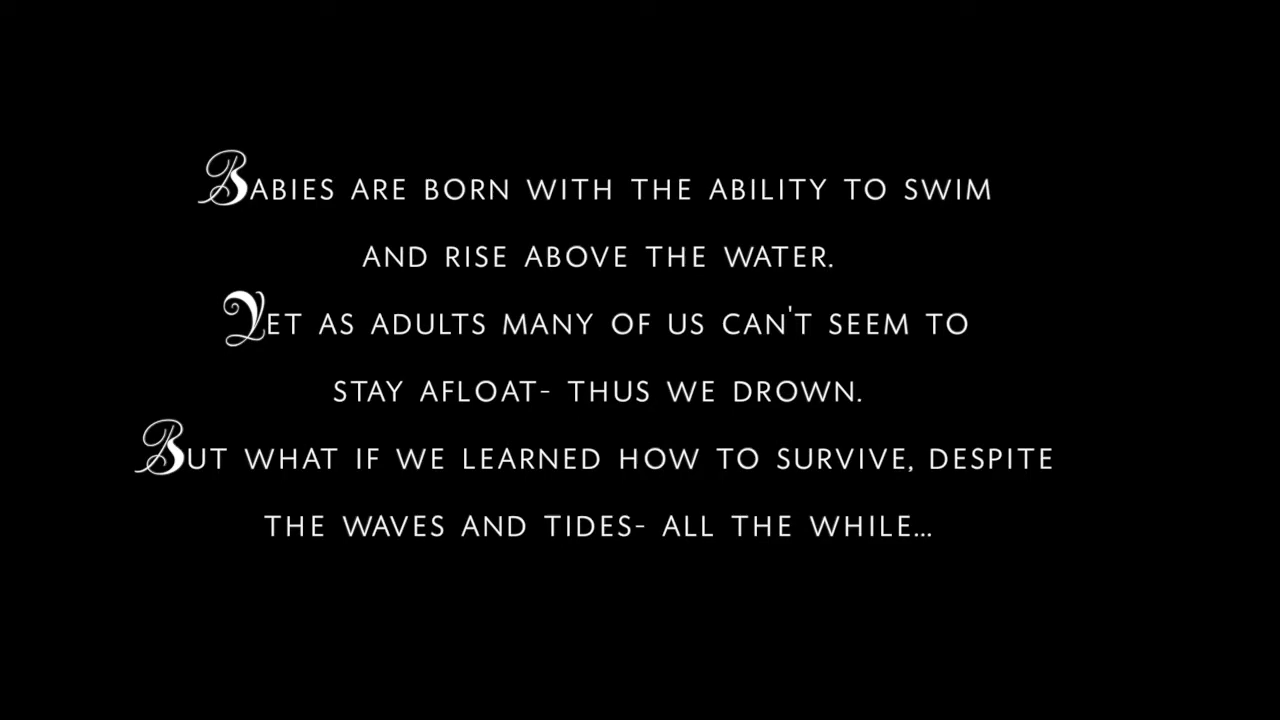 BABIES ARE BORN WITH THE ABILITY TO SWIM
AND RISE ABOVE THE WATER.
YET AS ADULTS MANY OF US CAN'T SEEM TO
STAY AFLOAT- THUS WE DROWN.
BUT WHAT IF WE LEARNED HOW TO SURVIVE, DESPITE
THE WAVES AND TIDES- ALL THE WHILE...